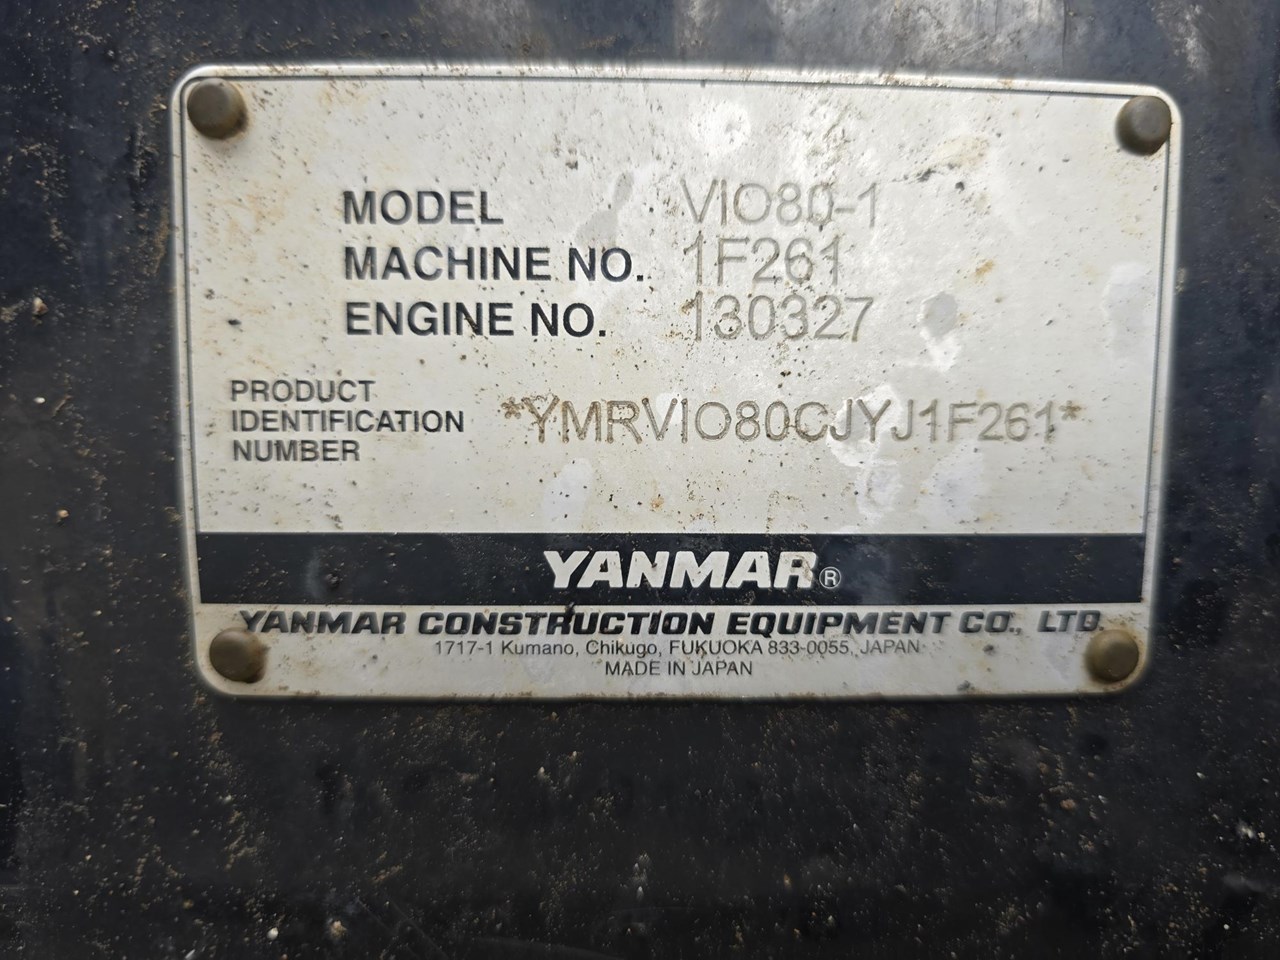 MODEL VIO80-1
MACHINE NO. 1F261
ENGINE NO. 130327
PRODUCT
IDENTIFICATION *YMRVIO80CJYJ1F261*
NUMBER
YANMAR®
YANMAR CONSTRUCTION EQUIPMENT CO., LTD.
1717-1 Kumano, Chikugo, FUKUOKA 833-0055, JAPAN
MADE IN JAPAN